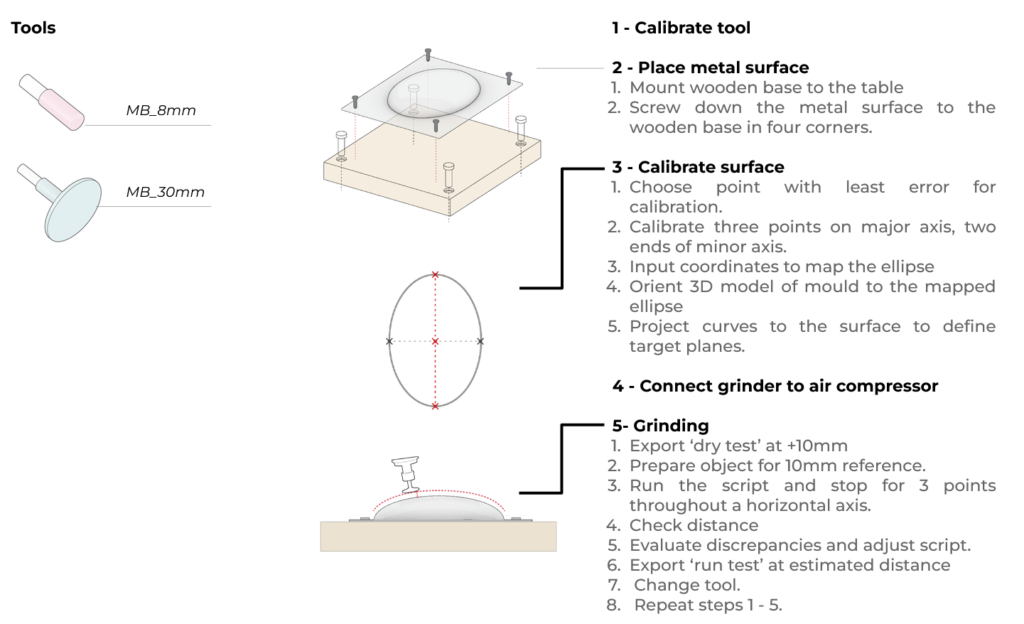 Tools
MB_8mm
MB_30mm
1 - Calibrate tool
2 - Place metal surface
1. Mount wooden base to the table
2. Screw down the metal surface to the
wooden base in four corners.
3 - Calibrate surface
1. Choose point with least error for
calibration.
2. Calibrate three points on major axis, two
ends of minor axis.
3. Input coordinates to map the ellipse
4. Orient 3D model of mould to the mapped
ellipse
5. Project curves to the surface to define
target planes.
4 - Connect grinder to air compressor
5- Grinding
1. Export ‘dry test’ at +10mm
2. Prepare object for 10mm reference.
3. Run the script and stop for 3 points
throughout a horizontal axis.
4. Check distance
5. Evaluate discrepancies and adjust script.
6. Export ‘run test’ at estimated distance
7. Change tool.
8. Repeat steps 1 - 5.